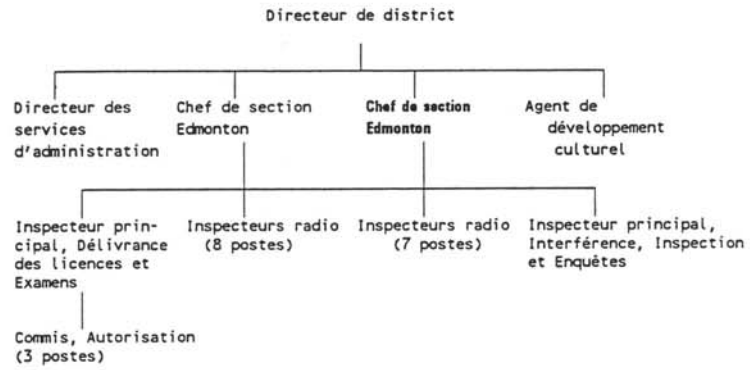 Directeur de district
Directeur des
services
d'administration
Chef de section
Edmonton
Chef de section
Edmonton
Agent de
développement
culturel
Inspecteur prin-
cipal, Délivrance
des licences et
Examens
Inspecteurs radio
(8 postes)
Inspecteurs radio
(7 postes)
Inspecteur principal,
Interférence, Inspection
et Enquêtes
Commis, Autorisation
(3 postes)